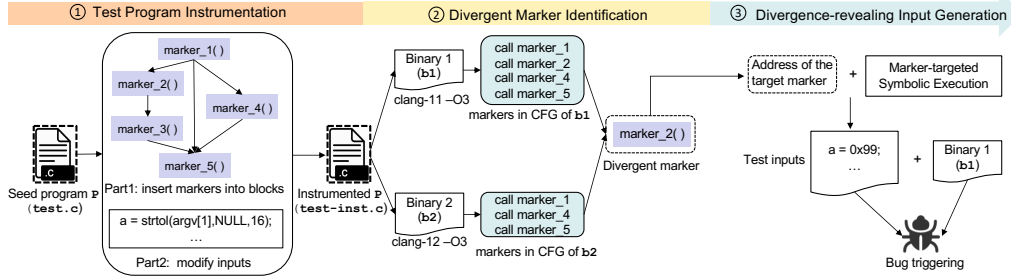 ① Test Program Instrumentation
② Divergent Marker Identification
③ Divergence-revealing Input Generation
marker_1( )
marker_2( )
marker_4( )
marker_3( )
marker_5( )
Part1: insert markers into blocks
a = strtol(argv[1],NULL,16);
…
Part2: modify inputs
.C
Seed program P
(test.c)
.C
Instrumented P
(test-inst.c)
Binary 1
(b1)
clang-11 –O3
call marker_1
call marker_2
call marker_4
call marker_5
markers in CFG of b1
Binary 2
(b2)
clang-12 –O3
call marker_1
call marker_4
call marker_5
markers in CFG of b2
marker_2( )
Divergent marker
Address of the
target marker
+
Marker-targeted
Symbolic Execution
Test inputs
a = 0x99;
…
+
Binary 1
(b1)
Bug triggering